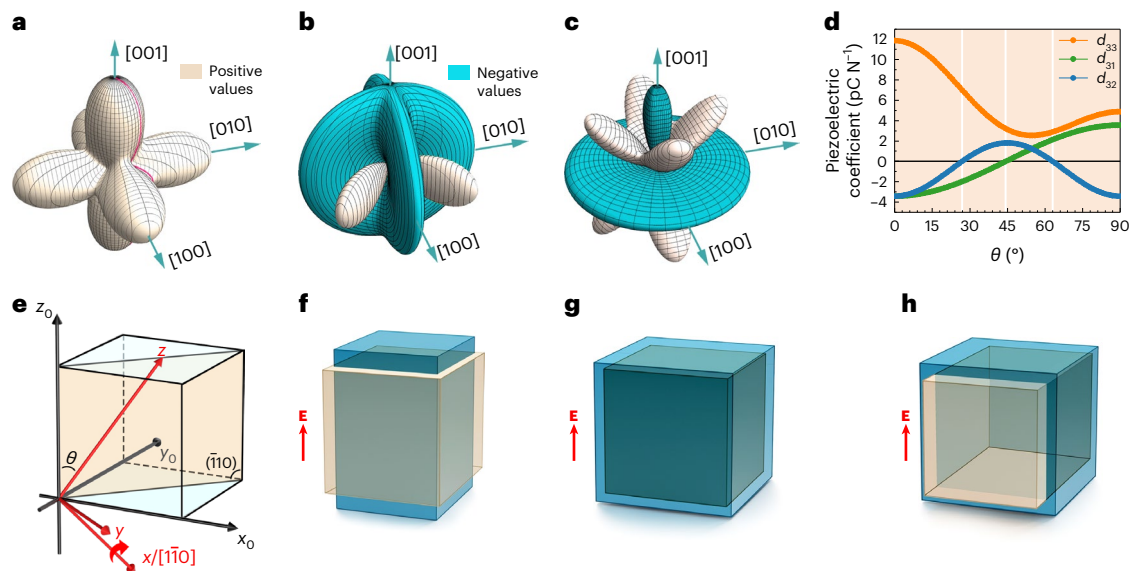 a
[001]
Positive
values
[010]
[100]
b
[001]
Negative
values
[010]
[100]
c
[001]
[010]
[100]
d
Piezoelectric
coefficient (pC N⁻¹)
12
10
8
6
4
2
0
−2
−4
d₃₃
d₃₁
d₃₂
0 15 30 45 60 75 90
θ (°)
e
z₀
z
θ
y₀
(1̄10)
x₀
y
x/[11̄0]
f
E
g
E
h
E